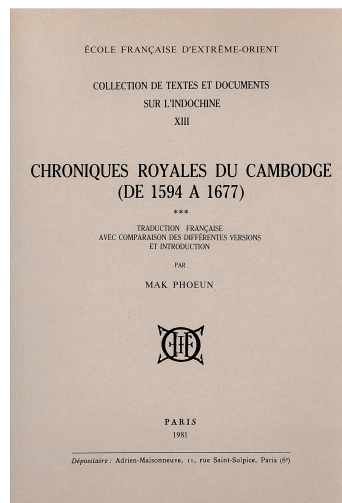 ÉCOLE FRANÇAISE D'EXTRÊME-ORIENT
COLLECTION DE TEXTES ET DOCUMENTS
SUR L'INDOCHINE
XIII
CHRONIQUES ROYALES DU CAMBODGE
(DE 1594 A 1677)
***
TRADUCTION FRANÇAISE
AVEC COMPARAISON DES DIFFÉRENTES VERSIONS
ET INTRODUCTION
PAR
MAK PHOEUN
PARIS
1981
Dépositaire : Adrien-Maisonneuve, 11, rue Saint-Sulpice, Paris (6e)